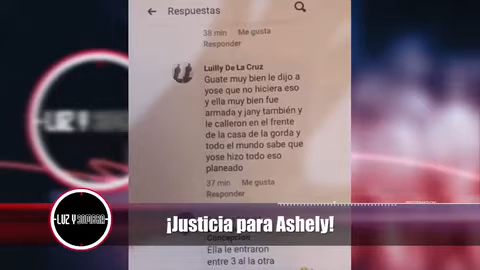 Respuestas
38 min Me gusta
Responder
Luilly De La Cruz
Guate muy bien le dijo a
yose que no hiciera eso
y ella muy bien fue
armada y jany también y
le calleron en el frente
de la casa de la gorda y
todo el mundo sabe que
yose hizo todo eso
planeado
37 min Me gusta
Responder
¡Justicia para Ashely!
Concepcion
Ella le entraron
entre 3 al la otra
LUZ Y SOMBRA